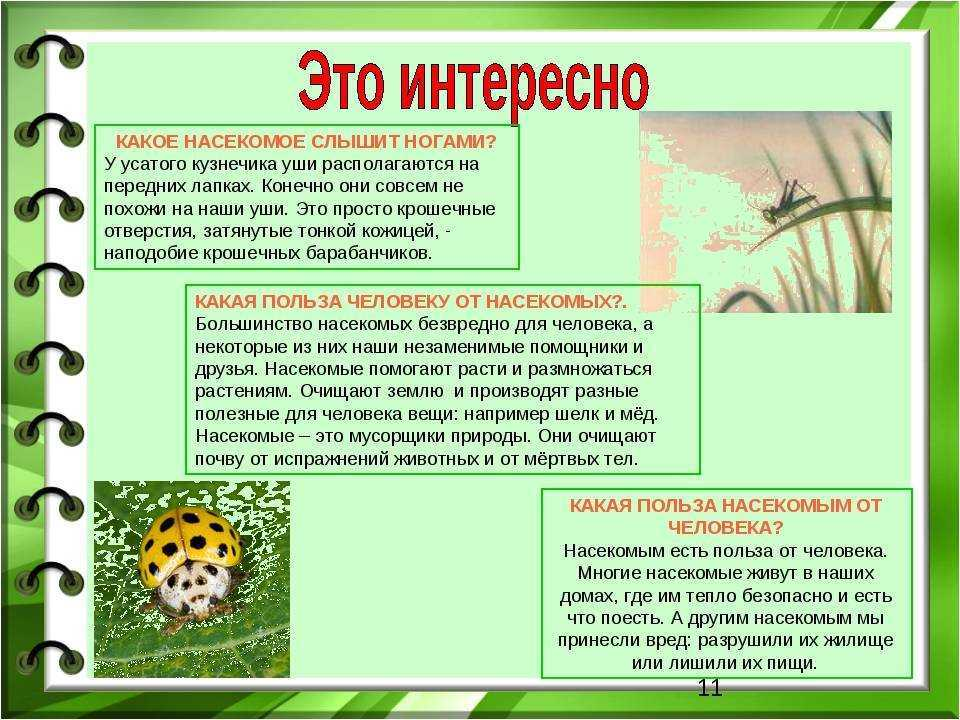 Это интересно
КАКОЕ НАСЕКОМОЕ СЛЫШИТ НОГАМИ?
У усатого кузнечика уши располагаются на
передних лапках. Конечно они совсем не
похожи на наши уши. Это просто крошечные
отверстия, затянутые тонкой кожицей, -
наподобие крошечных барабанчиков.
КАКАЯ ПОЛЬЗА ЧЕЛОВЕКУ ОТ НАСЕКОМЫХ?.
Большинство насекомых безвредно для человека, а
некоторые из них наши незаменимые помощники и
друзья. Насекомые помогают расти и размножаться
растениям. Очищают землю и производят разные
полезные для человека вещи: например шелк и мёд.
Насекомые – это мусорщики природы. Они очищают
почву от испражнений животных и от мёртвых тел.
КАКАЯ ПОЛЬЗА НАСЕКОМЫМ ОТ
ЧЕЛОВЕКА?
Насекомым есть польза от человека.
Многие насекомые живут в наших
домах, где им тепло безопасно и есть
что поесть. А другим насекомым мы
принесли вред: разрушили их жилище
или лишили их пищи.
11